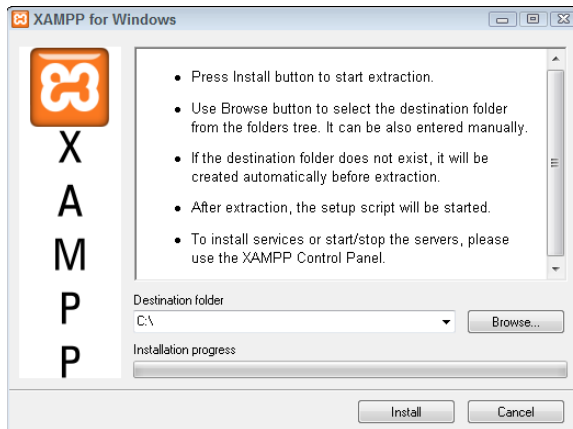 XAMPP for Windows
X
A
M
P
P
• Press Install button to start extraction.
• Use Browse button to select the destination folder
from the folders tree. It can be also entered manually.
• If the destination folder does not exist, it will be
created automatically before extraction.
• After extraction, the setup script will be started.
• To install services or start/stop the servers, please
use the XAMPP Control Panel.
Destination folder
C:\
Browse...
Installation progress
Install
Cancel